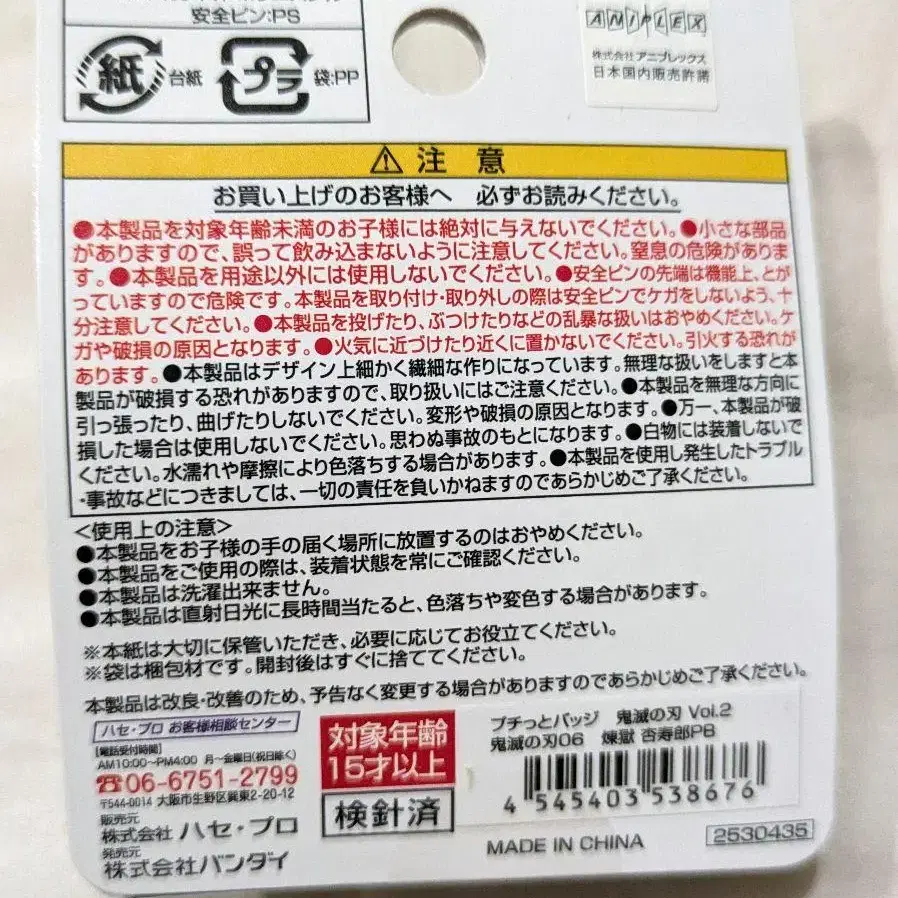 安全ピン:PS
紙 台紙 プラ 袋:PP
ANIPLEX
株式会社 アニプレックス
日本国内販売許諾
⚠注意
お買い上げのお客様へ 必ずお読みください。
●本製品を対象年齢未満のお子様には絶対に与えないでください。●小さな部品
がありますので、誤って飲み込まないように注意してください。窒息の危険がありま
す。●本製品を用途以外には使用しないでください。●安全ピンの先端は機能上、とが
っていますので危険です。本製品を取り付け・取り外しの際は安全ピンでケガをしないよう、十
分注意してください。●本製品を投げたり、ぶつけたりなどの乱暴な扱いはおやめください。ケ
ガや破損の原因となります。●火気に近づけたり近くに置かないでください。引火する恐れが
あります。●本製品はデザイン上細かく繊細な作りになっています。無理な扱いをしますと本
製品が破損する恐れがありますので、取り扱いにはご注意ください。●本製品を無理な方向に
引っ張ったり、曲げたりしないでください。変形や破損の原因となります。●万一、本製品が破
損した場合は使用しないでください。思わぬ事故のもとになります。●白物には装着しないで
ください。水濡れや摩擦により色落ちする場合があります。●本製品を使用し発生したトラブル
・事故などにつきましては、一切の責任を負いかねますのであらかじめご了承ください。
<使用上の注意>
●本製品をお子様の手の届く場所に放置するのはおやめください。
●本製品をご使用の際は、装着状態を常にご確認ください。
●本製品は洗濯出来ません。
●本製品は直射日光に長時間当たると、色落ちや変色する場合があります。
※本紙は大切に保管いただき、必要に応じてお役立てください。
※袋は梱包材です。開封後はすぐに捨ててください。
本製品は改良・改善のため、予告なく変更する場合がありますのであらかじめご了承ください。
ハセ・プロ お客様相談センター
[電話受付時間]
AM10:00〜PM4:00 月〜金曜日(祝日除く)
☎06-6751-2799
〒544-0014 大阪市生野区巽東2-20-12
販売元
株式会社 ハセ・プロ
発売元
株式会社バンダイ
対象年齢
15才以上
検針済
プチっとバッジ 鬼滅の刃 Vol.2
鬼滅の刃06 煉獄 杏寿郎PB
4 545403 538676
MADE IN CHINA
2530435